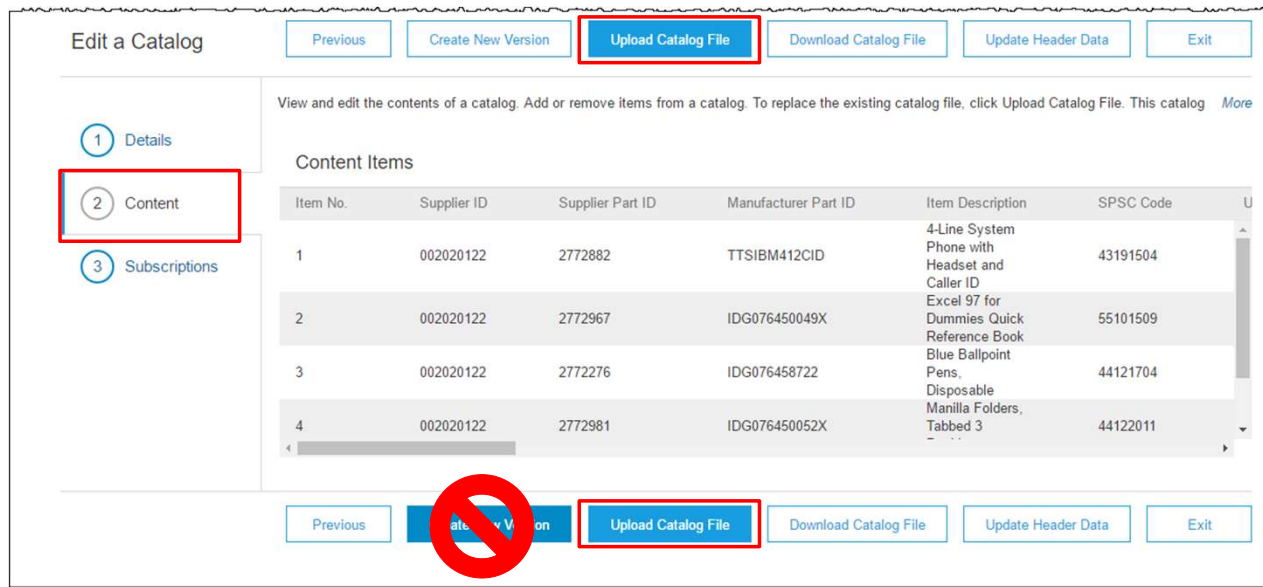 Edit a Catalog
Previous
Create New Version
Upload Catalog File
Download Catalog File
Update Header Data
Exit
View and edit the contents of a catalog. Add or remove items from a catalog. To replace the existing catalog file, click Upload Catalog File. This catalog More
1 Details
2 Content
3 Subscriptions
Content Items
Item No. Supplier ID Supplier Part ID Manufacturer Part ID Item Description SPSC Code U
1 002020122 2772882 TTSIBM412CID 4-Line System Phone with Headset and Caller ID 43191504
2 002020122 2772967 IDG076450049X Excel 97 for Dummies Quick Reference Book 55101509
3 002020122 2772276 IDG076458722 Blue Ballpoint Pens, Disposable 44121704
4 002020122 2772981 IDG076450052X Manilla Folders, Tabbed 3 44122011
Previous
Upload Catalog File
Download Catalog File
Update Header Data
Exit